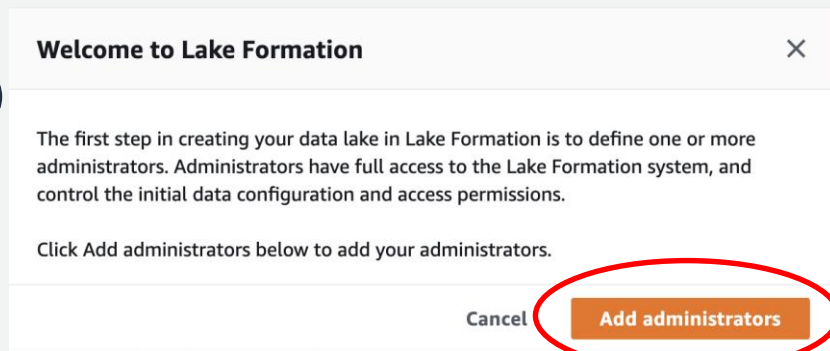 Welcome to Lake Formation
The first step in creating your data lake in Lake Formation is to define one or more
administrators. Administrators have full access to the Lake Formation system, and
control the initial data configuration and access permissions.
Click Add administrators below to add your administrators.
Cancel Add administrators